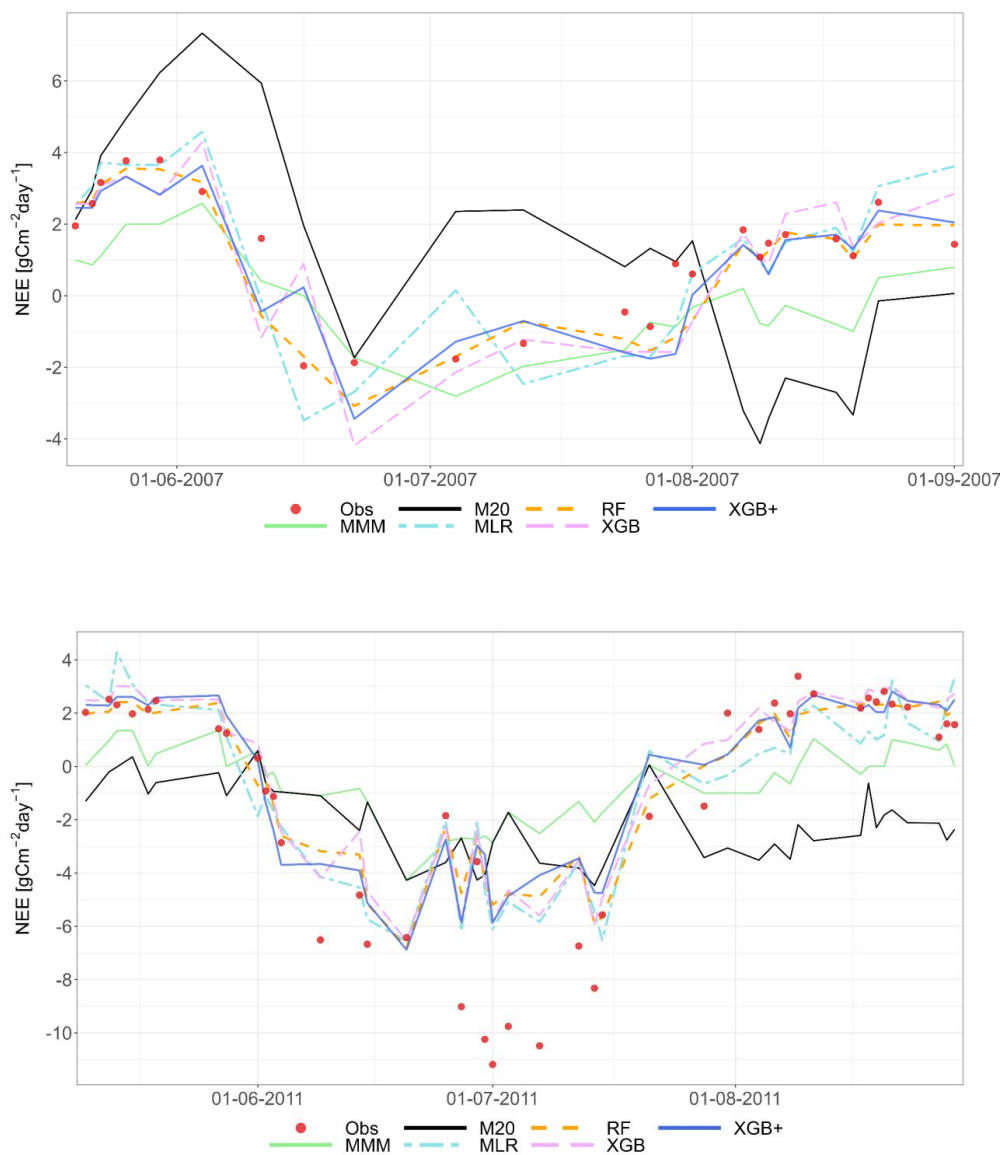 6
4
2
0
-2
-4
NEE [gCm⁻²day⁻¹]
01-06-2007 01-07-2007 01-08-2007 01-09-2007
Obs M20 RF XGB+
MMM MLR XGB
4
2
0
-2
-4
-6
-8
-10
NEE [gCm⁻²day⁻¹]
01-06-2011 01-07-2011 01-08-2011
Obs M20 RF XGB+
MMM MLR XGB